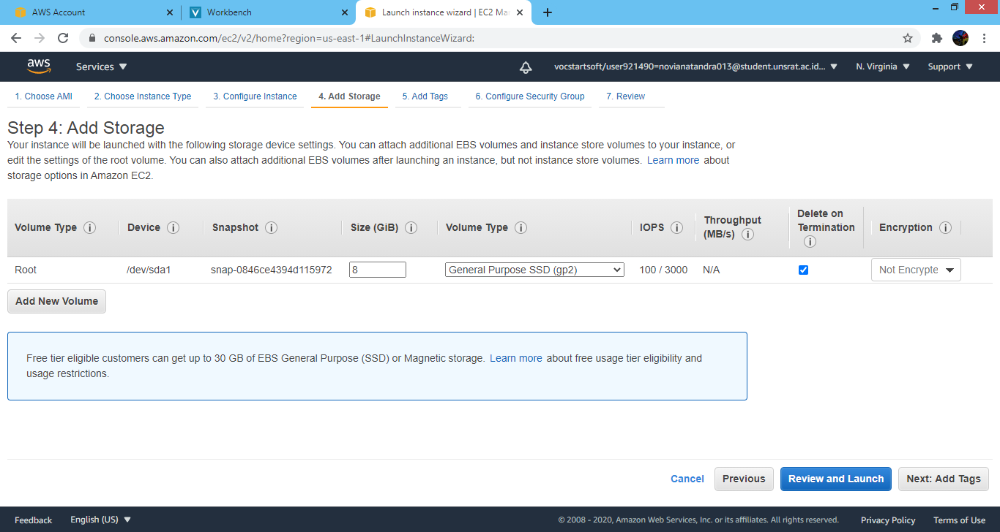 AWS Account
Workbench
Launch instance wizard | EC2 Ma
console.aws.amazon.com/ec2/v2/home?region=us-east-1#LaunchInstanceWizard:
aws
Services
vocstartsoft/user921490=novianatandra013@student.unsrat.ac.id...
N. Virginia
Support
1. Choose AMI
2. Choose Instance Type
3. Configure Instance
4. Add Storage
5. Add Tags
6. Configure Security Group
7. Review
Step 4: Add Storage
Your instance will be launched with the following storage device settings. You can attach additional EBS volumes and instance store volumes to your instance, or
edit the settings of the root volume. You can also attach additional EBS volumes after launching an instance, but not instance store volumes. Learn more about
storage options in Amazon EC2.
Volume Type
Device
Snapshot
Size (GiB)
Volume Type
IOPS
Throughput
(MB/s)
Delete on
Termination
Encryption
Root
/dev/sda1
snap-0846ce4394d115972
8
General Purpose SSD (gp2)
100 / 3000
N/A
Not Encrypte
Add New Volume
Free tier eligible customers can get up to 30 GB of EBS General Purpose (SSD) or Magnetic storage. Learn more about free usage tier eligibility and
usage restrictions.
Cancel
Previous
Review and Launch
Next: Add Tags
Feedback
English (US)
© 2008 - 2020, Amazon Web Services, Inc. or its affiliates. All rights reserved.
Privacy Policy
Terms of Use